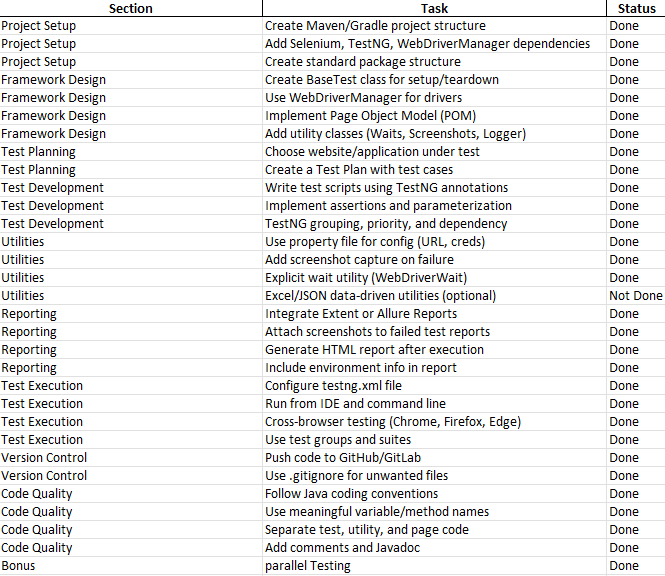 Section Task Status
Project Setup Create Maven/Gradle project structure Done
Project Setup Add Selenium, TestNG, WebDriverManager dependencies Done
Project Setup Create standard package structure Done
Framework Design Create BaseTest class for setup/teardown Done
Framework Design Use WebDriverManager for drivers Done
Framework Design Implement Page Object Model (POM) Done
Framework Design Add utility classes (Waits, Screenshots, Logger) Done
Test Planning Choose website/application under test Done
Test Planning Create a Test Plan with test cases Done
Test Development Write test scripts using TestNG annotations Done
Test Development Implement assertions and parameterization Done
Test Development TestNG grouping, priority, and dependency Done
Utilities Use property file for config (URL, creds) Done
Utilities Add screenshot capture on failure Done
Utilities Explicit wait utility (WebDriverWait) Done
Utilities Excel/JSON data-driven utilities (optional) Not Done
Reporting Integrate Extent or Allure Reports Done
Reporting Attach screenshots to failed test reports Done
Reporting Generate HTML report after execution Done
Reporting Include environment info in report Done
Test Execution Configure testng.xml file Done
Test Execution Run from IDE and command line Done
Test Execution Cross-browser testing (Chrome, Firefox, Edge) Done
Test Execution Use test groups and suites Done
Version Control Push code to GitHub/GitLab Done
Version Control Use .gitignore for unwanted files Done
Code Quality Follow Java coding conventions Done
Code Quality Use meaningful variable/method names Done
Code Quality Separate test, utility, and page code Done
Code Quality Add comments and Javadoc Done
Bonus parallel Testing Done